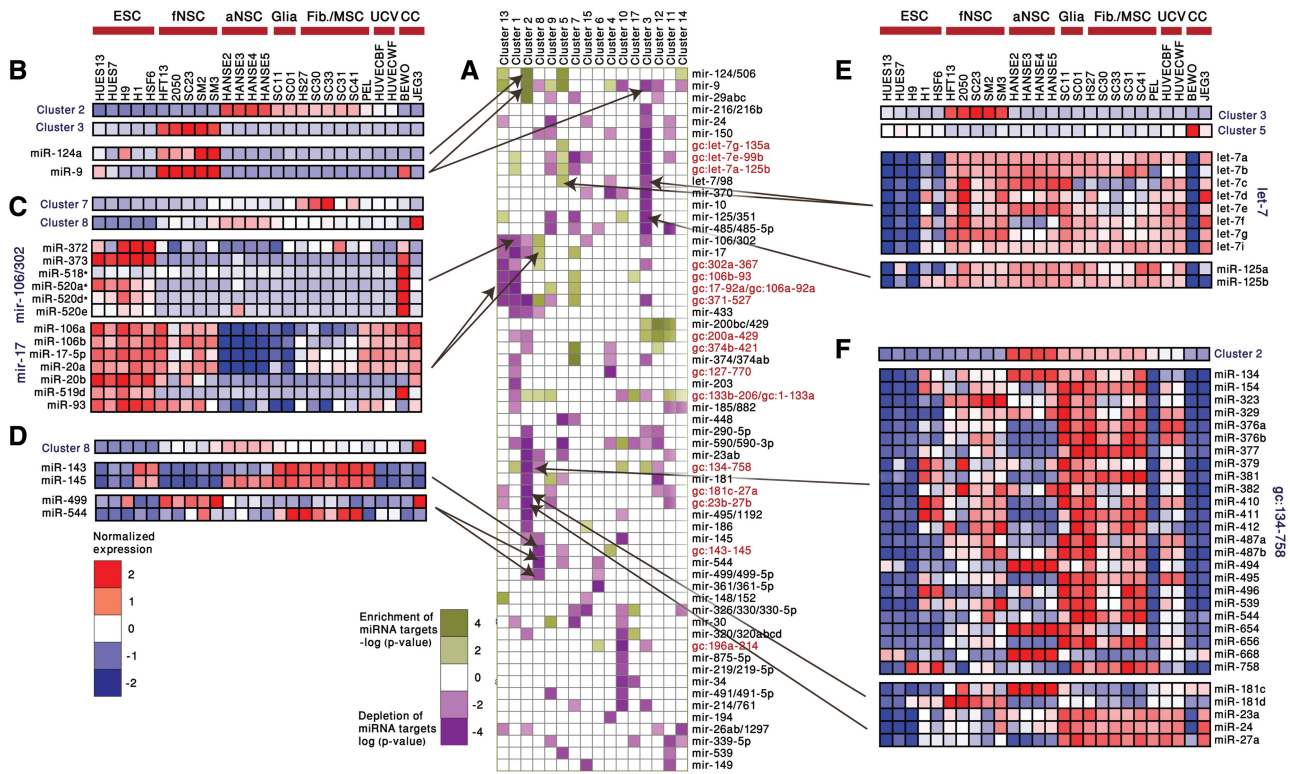 ESC fNSC aNSC Glia Fib./MSC UCV CC
B
HUES13
HUES7
H9
H1
HSF6
HFT13
2050
SC23
SM2
SM3
HANSE2
HANSE3
HANSE4
HANSE5
SC11
SC01
HS27
SC30
SC33
SC31
SC41
PEL
HUVECBF
HUVECWF
BEWO
JEG3
Cluster 2
Cluster 3
miR-124a
miR-9
C
Cluster 7
Cluster 8
mir-106/302
miR-372
miR-373
miR-518*
miR-520a*
miR-520d*
miR-520e
mir-17
miR-106a
miR-106b
miR-17-5p
miR-20a
miR-20b
miR-519d
miR-93
D
Cluster 8
miR-143
miR-145
miR-499
miR-544
Normalized
expression
2
1
0
-1
-2
A
Cluster 13
Cluster 1
Cluster 2
Cluster 8
Cluster 9
Cluster 5
Cluster 7
Cluster 15
Cluster 6
Cluster 4
Cluster 10
Cluster 17
Cluster 3
Cluster 12
Cluster 11
Cluster 14
mir-124/506
mir-9
mir-29abc
mir-216/216b
mir-24
mir-150
gc:let-7g-135a
gc:let-7e-99b
gc:let-7a-125b
let-7/98
mir-370
mir-10
mir-125/351
mir-485/485-5p
mir-106/302
mir-17
gc:302a-367
gc:106b-93
gc:17-92a/gc:106a-92a
gc:371-527
mir-433
mir-200bc/429
gc:200a-429
gc:374b-421
mir-374/374ab
gc:127-770
mir-203
gc:133b-206/gc:1-133a
mir-185/882
mir-448
mir-290-5p
mir-590/590-3p
mir-23ab
gc:134-758
mir-181
gc:181c-27a
gc:23b-27b
mir-495/1192
mir-186
mir-145
gc:143-145
mir-544
mir-499/499-5p
mir-361/361-5p
mir-148/152
mir-326/330/330-5p
mir-30
mir-320/320abcd
gc:196a-214
mir-875-5p
mir-219/219-5p
mir-34
mir-491/491-5p
mir-214/761
mir-194
mir-26ab/1297
mir-339-5p
mir-539
mir-149
Enrichment of
miRNA targets
-log (p-value)
4
2
0
-2
-4
Depletion of
miRNA targets
log (p-value)
ESC fNSC aNSC Glia Fib./MSC UCV CC
E
HUES13
HUES7
H9
H1
HSF6
HFT13
2050
SC23
SM2
SM3
HANSE2
HANSE3
HANSE4
HANSE5
SC11
SC01
HS27
SC30
SC33
SC31
SC41
PEL
HUVECBF
HUVECWF
BEWO
JEG3
Cluster 3
Cluster 5
let-7a
let-7b
let-7c
let-7d
let-7e
let-7f
let-7g
let-7i
let-7
miR-125a
miR-125b
F
Cluster 2
miR-134
miR-154
miR-323
miR-329
miR-376a
miR-376b
miR-377
miR-379
miR-381
miR-382
miR-410
miR-411
miR-412
miR-487a
miR-487b
miR-494
miR-495
miR-496
miR-539
miR-544
miR-654
miR-656
miR-668
miR-758
gc:134-758
miR-181c
miR-181d
miR-23a
miR-24
miR-27a